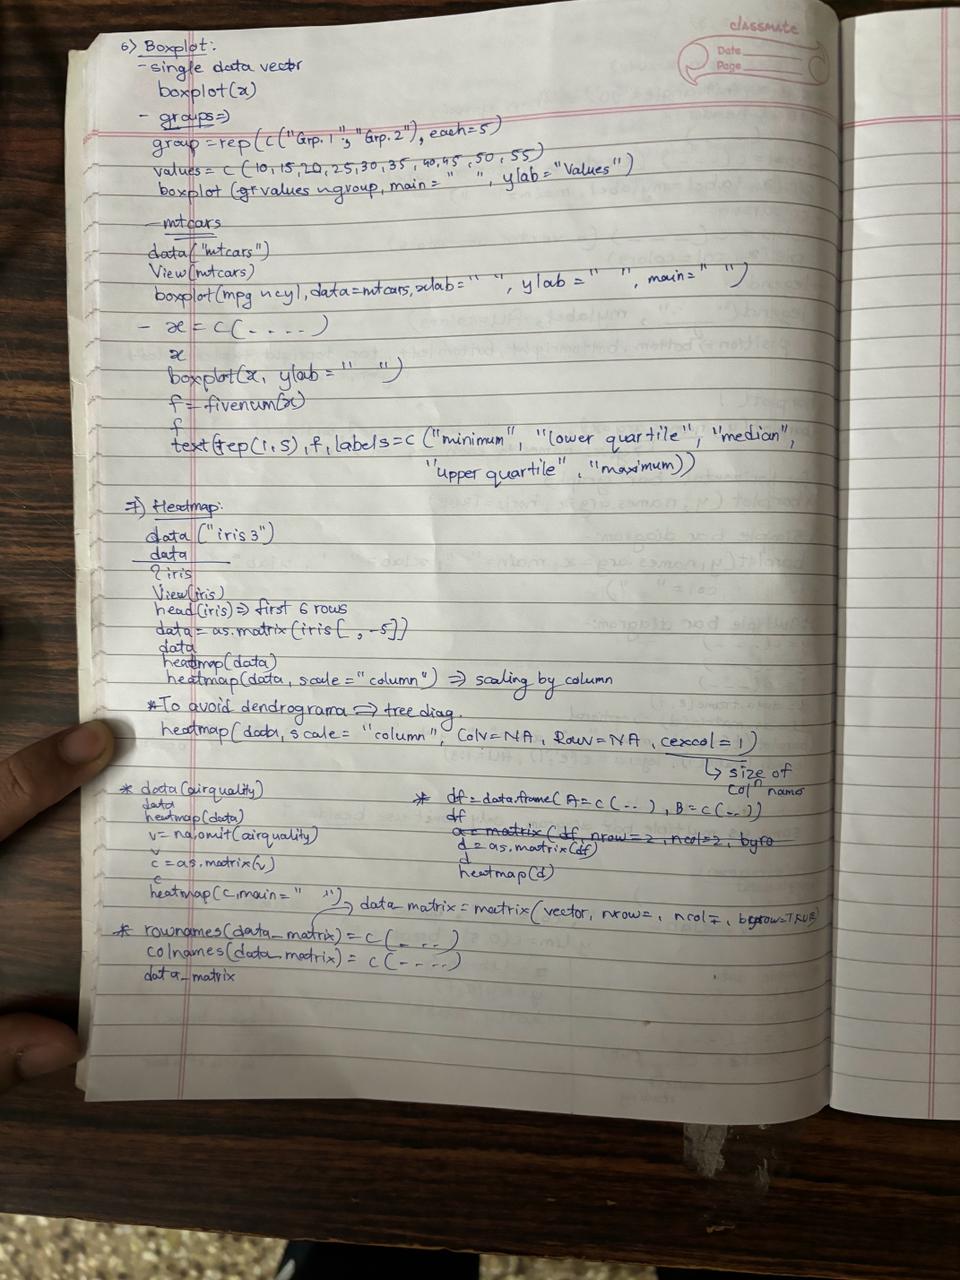 classmate
Date
Page
6) Boxplot:
- single data vector
boxplot(x)
- groups⇒
group = rep(c("Grp. 1", "Grp. 2"), each=5)
values = c(10,15,20,25,30,35,40,45,50,55)
boxplot(values ~ group, main=" ", ylab="Values")
- mtcars
data("mtcars")
View(mtcars)
boxplot(mpg ~ cyl, data=mtcars, xlab=" ", ylab=" ", main=" ")
- x = c(....)
x
boxplot(x, ylab=" ")
f = fivenum(x)
f
text(rep(1,5), f, labels=c("minimum", "lower quartile", "median",
"upper quartile", "maximum))
7) Heatmap:
data("iris3")
data
?iris
View(iris)
head(iris) ⇒ first 6 rows
data = as.matrix(iris[ , -5])
data
heatmap(data)
heatmap(data, scale="column") ⇒ scaling by column
*To avoid dendrograma ⇒ tree diag.
heatmap(data, scale= "column", Colv=NA, Rowv=NA, cexcol=1)
↳ size of
colⁿ names
* data(airquality)
data
heatmap(data)
v = na.omit(airquality)
v
c = as.matrix(v)
c
heatmap(c, main=" ")
* df = data.frame(A=c(...), B=c(...))
df
a = matrix(df, nrow=2, ncol=2, byro
d = as.matrix(df)
d
heatmap(d)
→ data_matrix = matrix(vector, nrow=, ncol=, byrow=TRUE)
* rownames(data_matrix) = c(....)
colnames(data_matrix) = c(....)
data_matrix